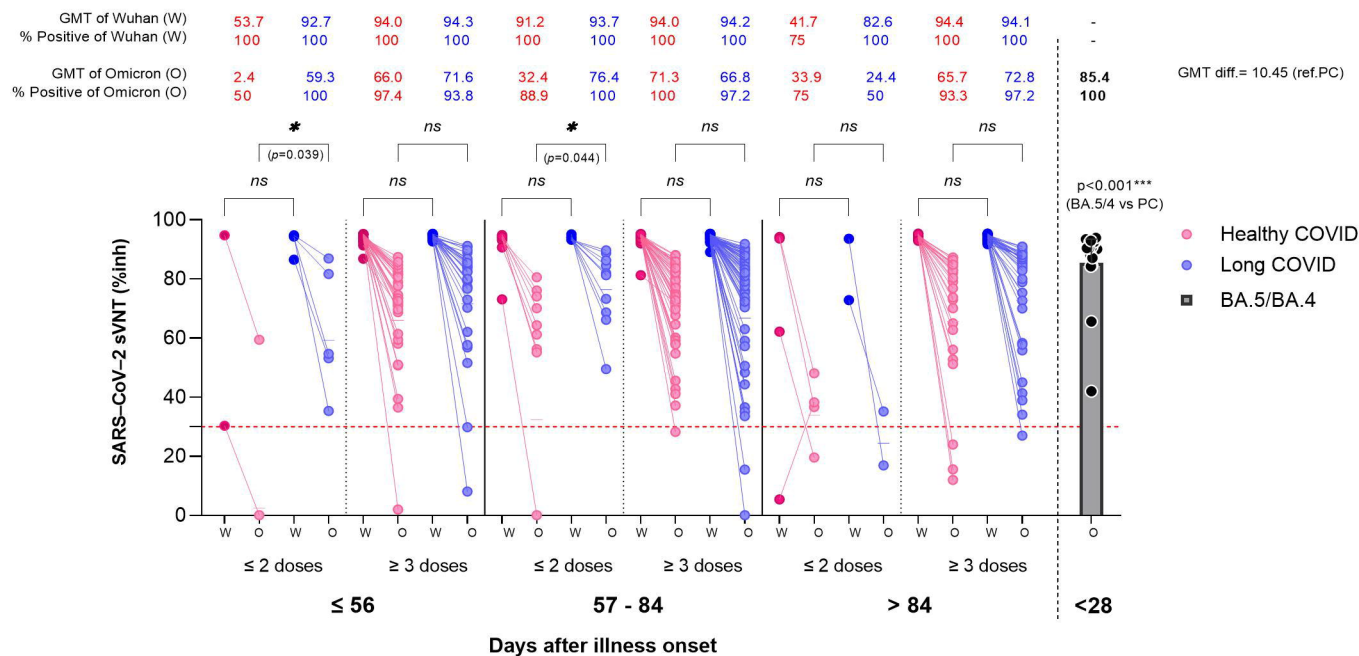 GMT of Wuhan (W) 53.7 92.7 94.0 94.3 91.2 93.7 94.0 94.2 41.7 82.6 94.4 94.1 -
% Positive of Wuhan (W) 100 100 100 100 100 100 100 100 75 100 100 100 -
GMT of Omicron (O) 2.4 59.3 66.0 71.6 32.4 76.4 71.3 66.8 33.9 24.4 65.7 72.8 85.4 GMT diff.= 10.45 (ref.PC)
% Positive of Omicron (O) 50 100 97.4 93.8 88.9 100 100 97.2 75 50 93.3 97.2 100
* ns * ns ns ns
(p=0.039) (p=0.044)
ns ns ns ns ns ns
p<0.001***
(BA.5/4 vs PC)
SARS–CoV–2 sVNT (%inh)
100
80
60
40
20
0
Healthy COVID
Long COVID
BA.5/BA.4
W O W O W O W O W O W O W O W O W O W O W O W O O
≤ 2 doses ≥ 3 doses ≤ 2 doses ≥ 3 doses ≤ 2 doses ≥ 3 doses
≤ 56 57 - 84 > 84 <28
Days after illness onset